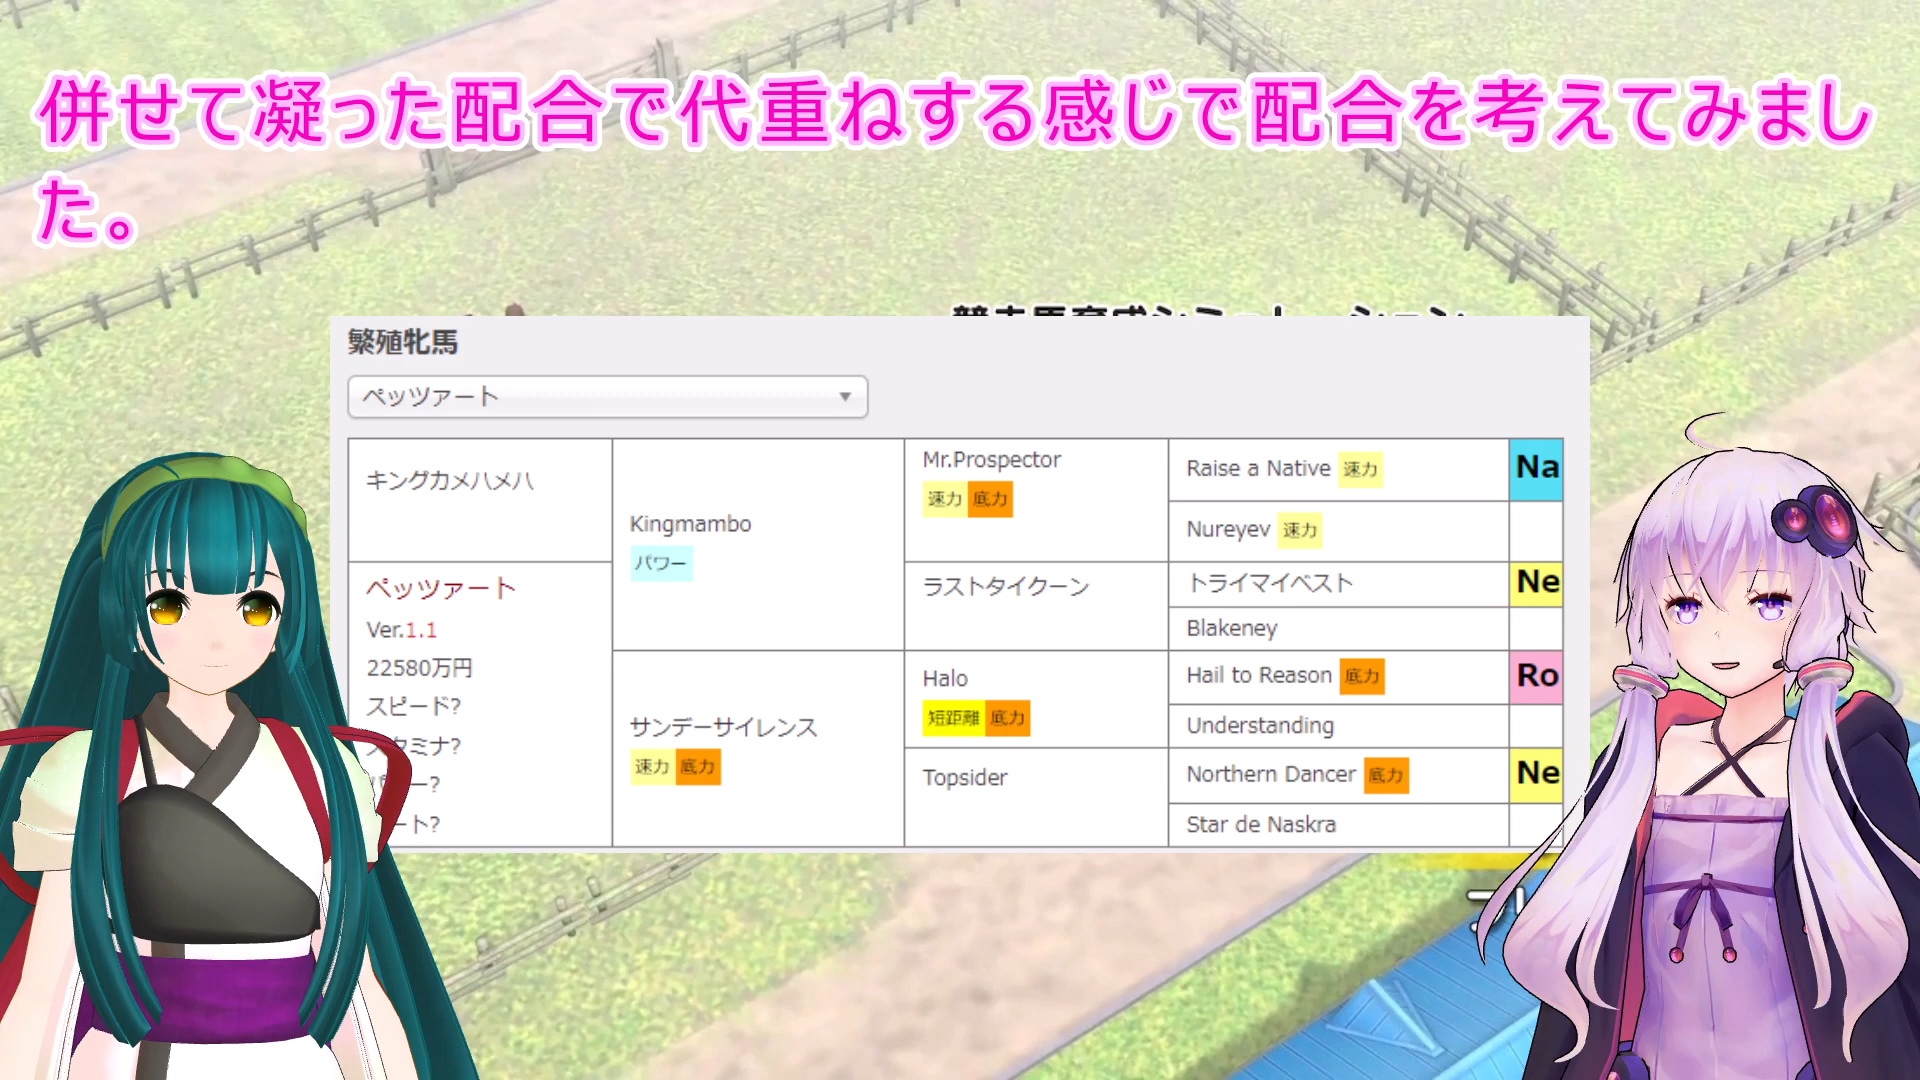 併せて凝った配合で代重ねする感じで配合を考えてみまし
た。
繁殖牝馬
ペッツァート
キングカメハメハ
ペッツァート
Ver.1.1
22580万円
スピード?
スタミナ?
Kingmambo
パワー
サンデーサイレンス
速力 底力
Mr.Prospector
速力 底力
ラストタイクーン
Halo
短距離 底力
Topsider
Raise a Native 速力 Na
Nureyev 速力
トライマイベスト Ne
Blakeney
Hail to Reason 底力 Ro
Understanding
Northern Dancer 底力 Ne
Star de Naskra